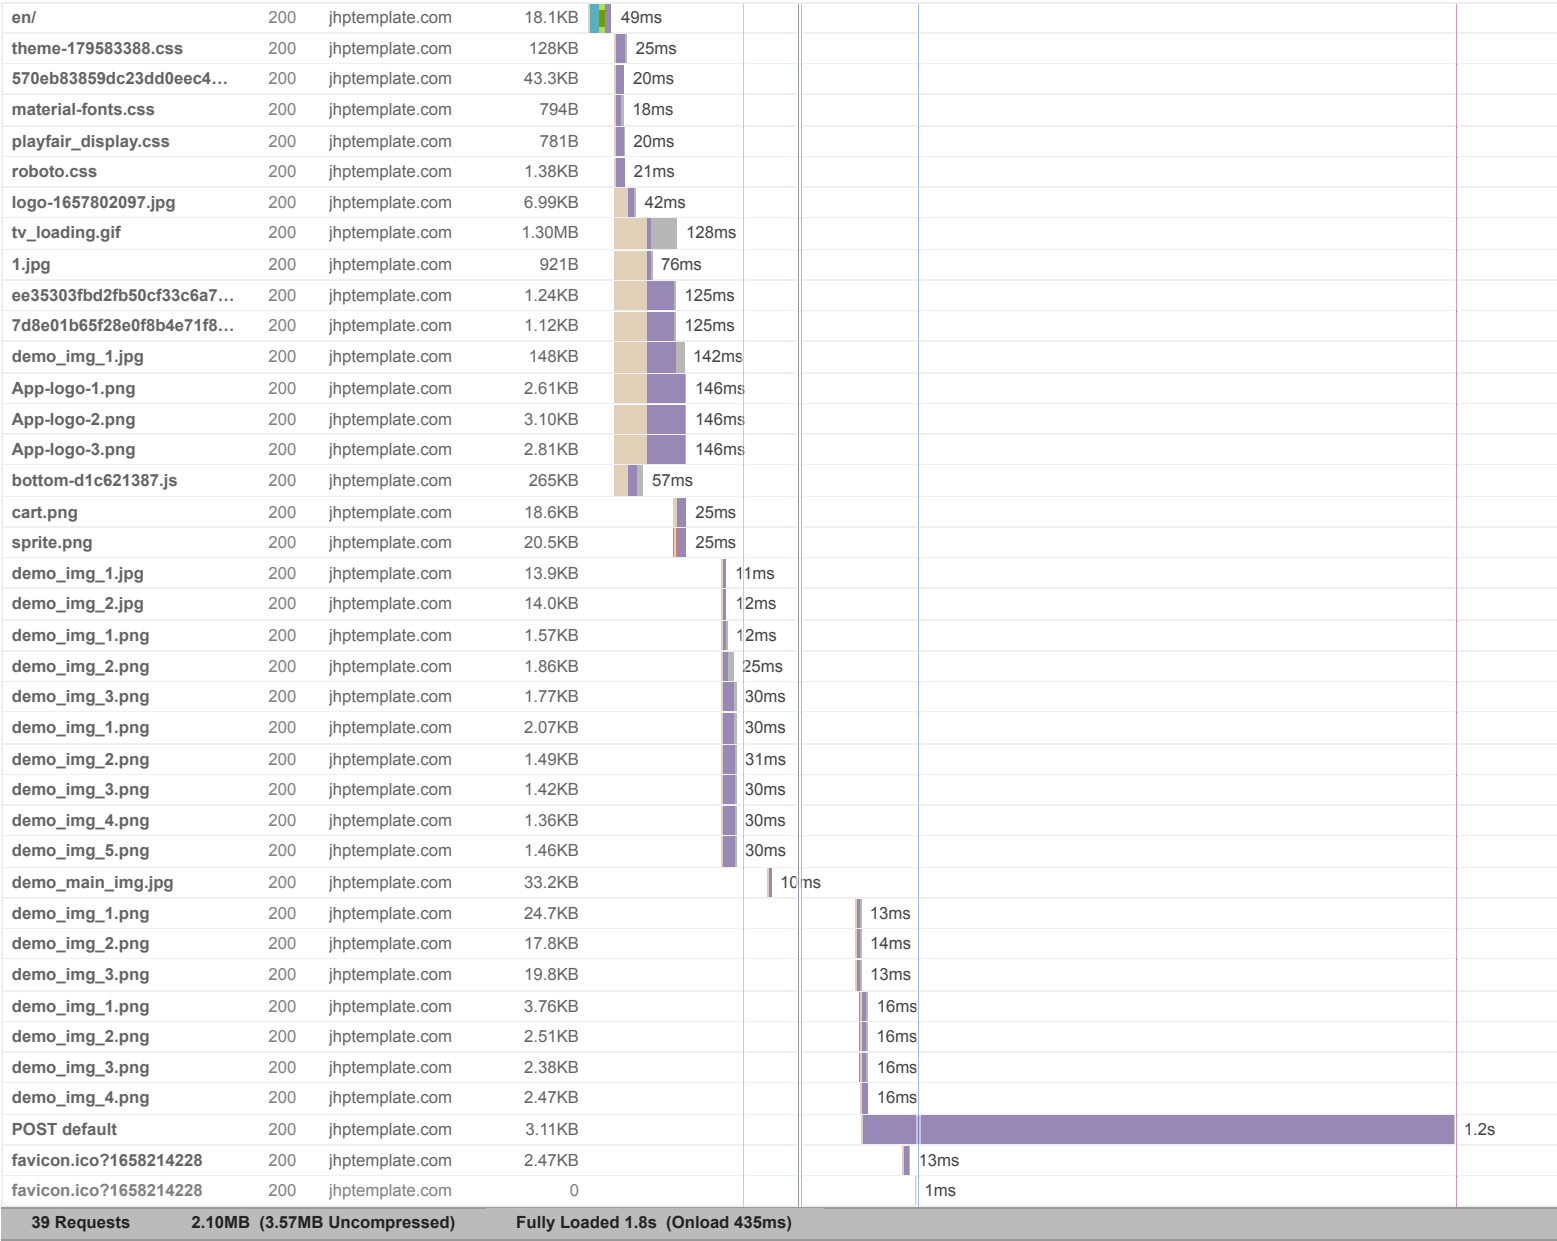 en/ 200 jhptemplate.com 18.1KB 49ms
theme-179583388.css 200 jhptemplate.com 128KB 25ms
570eb83859dc23dd0eec4... 200 jhptemplate.com 43.3KB 20ms
material-fonts.css 200 jhptemplate.com 794B 18ms
playfair_display.css 200 jhptemplate.com 781B 20ms
roboto.css 200 jhptemplate.com 1.38KB 21ms
logo-1657802097.jpg 200 jhptemplate.com 6.99KB 42ms
tv_loading.gif 200 jhptemplate.com 1.30MB 128ms
1.jpg 200 jhptemplate.com 921B 76ms
ee35303fbd2fb50cf33c6a7... 200 jhptemplate.com 1.24KB 125ms
7d8e01b65f28e0f8b4e71f8... 200 jhptemplate.com 1.12KB 125ms
demo_img_1.jpg 200 jhptemplate.com 148KB 142ms
App-logo-1.png 200 jhptemplate.com 2.61KB 146ms
App-logo-2.png 200 jhptemplate.com 3.10KB 146ms
App-logo-3.png 200 jhptemplate.com 2.81KB 146ms
bottom-d1c621387.js 200 jhptemplate.com 265KB 57ms
cart.png 200 jhptemplate.com 18.6KB 25ms
sprite.png 200 jhptemplate.com 20.5KB 25ms
demo_img_1.jpg 200 jhptemplate.com 13.9KB 11ms
demo_img_2.jpg 200 jhptemplate.com 14.0KB 12ms
demo_img_1.png 200 jhptemplate.com 1.57KB 12ms
demo_img_2.png 200 jhptemplate.com 1.86KB 25ms
demo_img_3.png 200 jhptemplate.com 1.77KB 30ms
demo_img_1.png 200 jhptemplate.com 2.07KB 30ms
demo_img_2.png 200 jhptemplate.com 1.49KB 31ms
demo_img_3.png 200 jhptemplate.com 1.42KB 30ms
demo_img_4.png 200 jhptemplate.com 1.36KB 30ms
demo_img_5.png 200 jhptemplate.com 1.46KB 30ms
demo_main_img.jpg 200 jhptemplate.com 33.2KB 10ms
demo_img_1.png 200 jhptemplate.com 24.7KB 13ms
demo_img_2.png 200 jhptemplate.com 17.8KB 14ms
demo_img_3.png 200 jhptemplate.com 19.8KB 13ms
demo_img_1.png 200 jhptemplate.com 3.76KB 16ms
demo_img_2.png 200 jhptemplate.com 2.51KB 16ms
demo_img_3.png 200 jhptemplate.com 2.38KB 16ms
demo_img_4.png 200 jhptemplate.com 2.47KB 16ms
POST default 200 jhptemplate.com 3.11KB 1.2s
favicon.ico?1658214228 200 jhptemplate.com 2.47KB 13ms
favicon.ico?1658214228 200 jhptemplate.com 0 1ms
39 Requests 2.10MB (3.57MB Uncompressed) Fully Loaded 1.8s (Onload 435ms)